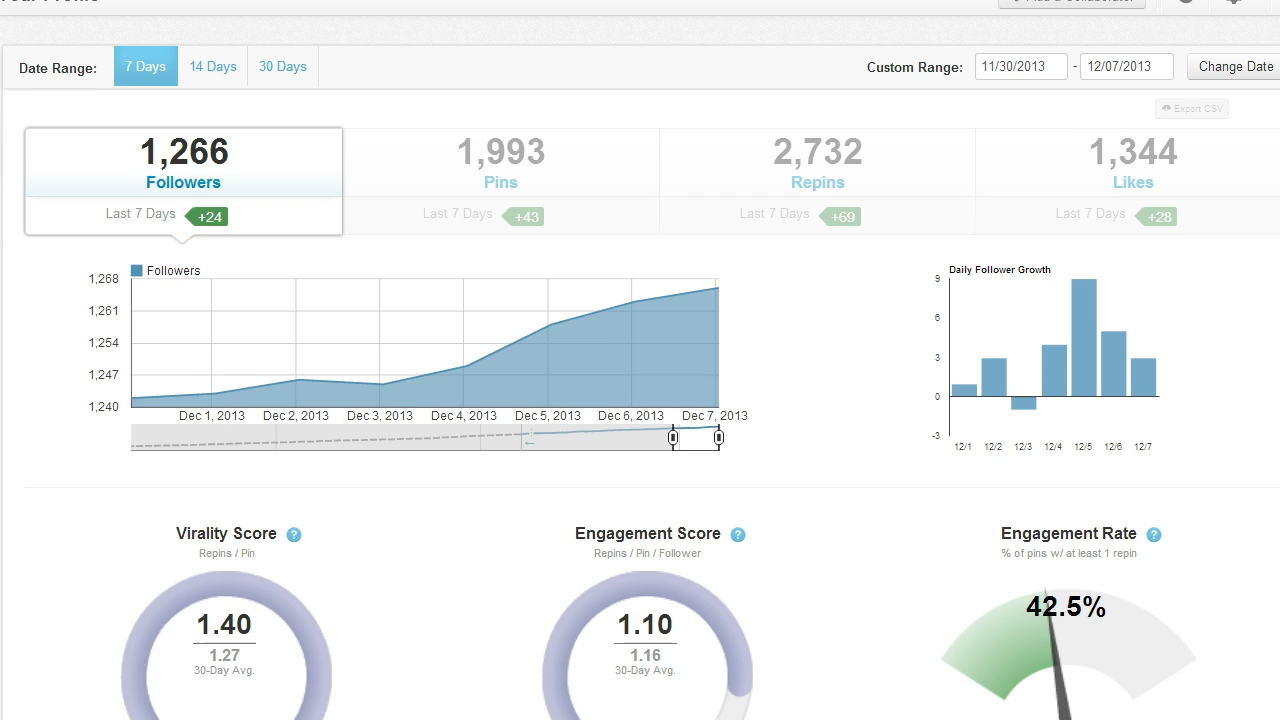 Date Range: 7 Days 14 Days 30 Days Custom Range: 11/30/2013 - 12/07/2013 Change Date
Export CSV
1,266 1,993 2,732 1,344
Followers Pins Repins Likes
Last 7 Days +24 Last 7 Days +43 Last 7 Days +69 Last 7 Days +28
Followers
1,268
1,261
1,254
1,247
1,240
Dec 1, 2013 Dec 2, 2013 Dec 3, 2013 Dec 4, 2013 Dec 5, 2013 Dec 6, 2013 Dec 7, 2013
Daily Follower Growth
9
6
3
0
-3
12/1 12/2 12/3 12/4 12/5 12/6 12/7
Virality Score ? Engagement Score ? Engagement Rate ?
Repins / Pin Repins / Pin / Follower % of pins w/ at least 1 repin
1.40 1.10 42.5%
1.27 1.16
30-Day Avg. 30-Day Avg.